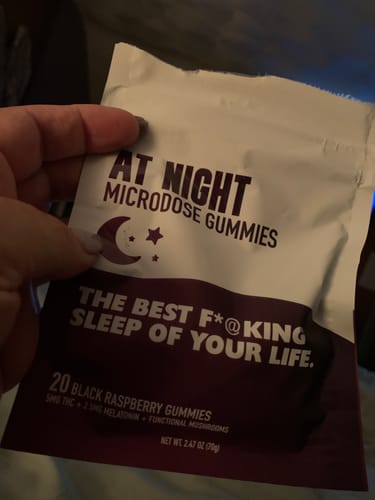 AT NIGHT
MICRODOSE GUMMIES
THE BEST F*@KING
SLEEP OF YOUR LIFE.
20 BLACK RASPBERRY GUMMIES
5MG THC + 2.5MG MELATONIN + FUNCTIONAL MUSHROOMS
NET WT. 2.47 OZ (70g)